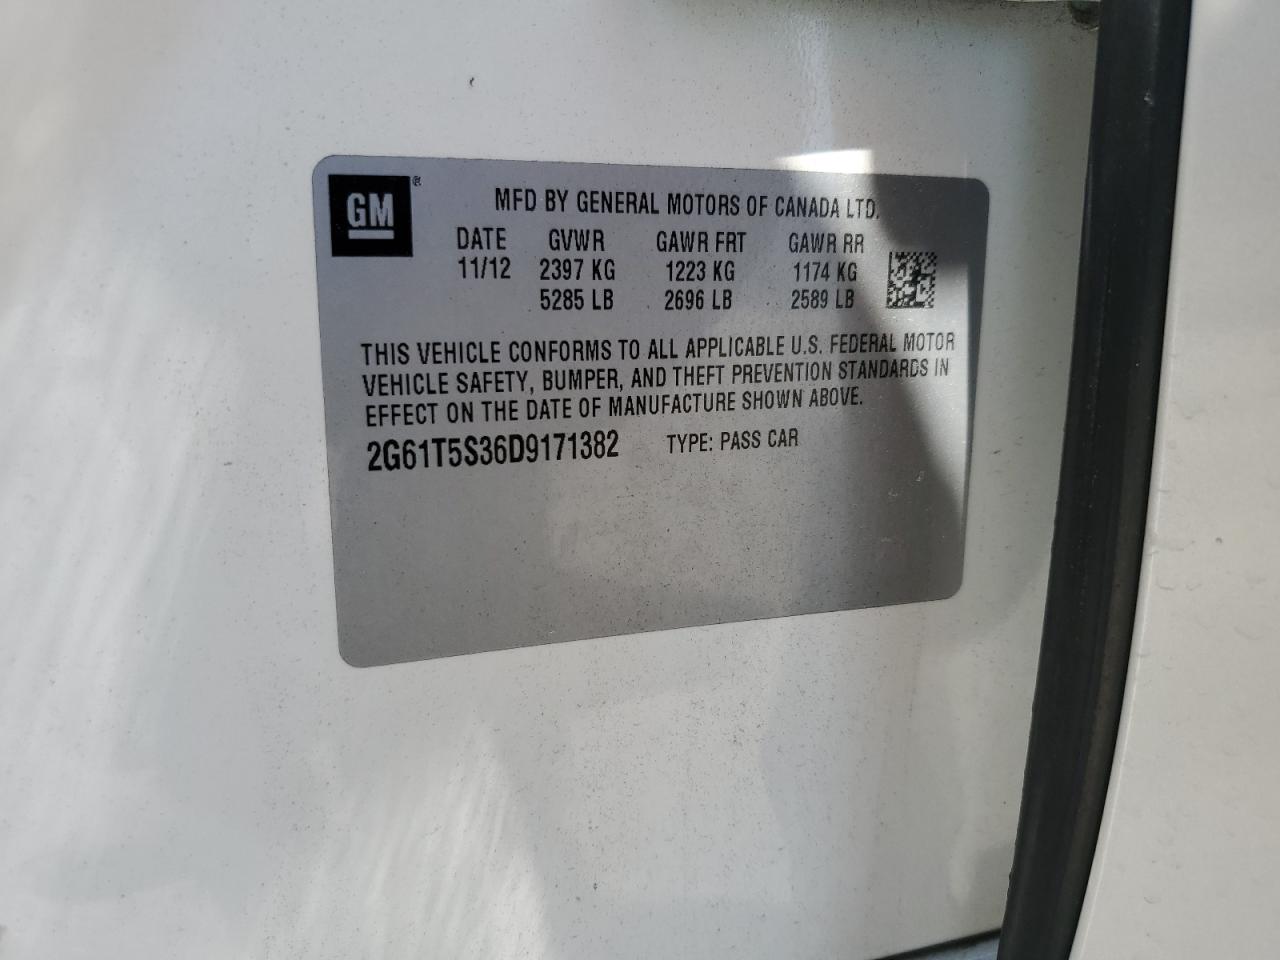 GM®
MFD BY GENERAL MOTORS OF CANADA LTD.
DATE GVWR GAWR FRT GAWR RR
11/12 2397 KG 1223 KG 1174 KG
5285 LB 2696 LB 2589 LB
THIS VEHICLE CONFORMS TO ALL APPLICABLE U.S. FEDERAL MOTOR
VEHICLE SAFETY, BUMPER, AND THEFT PREVENTION STANDARDS IN
EFFECT ON THE DATE OF MANUFACTURE SHOWN ABOVE.
2G61T5S36D9171382 TYPE: PASS CAR